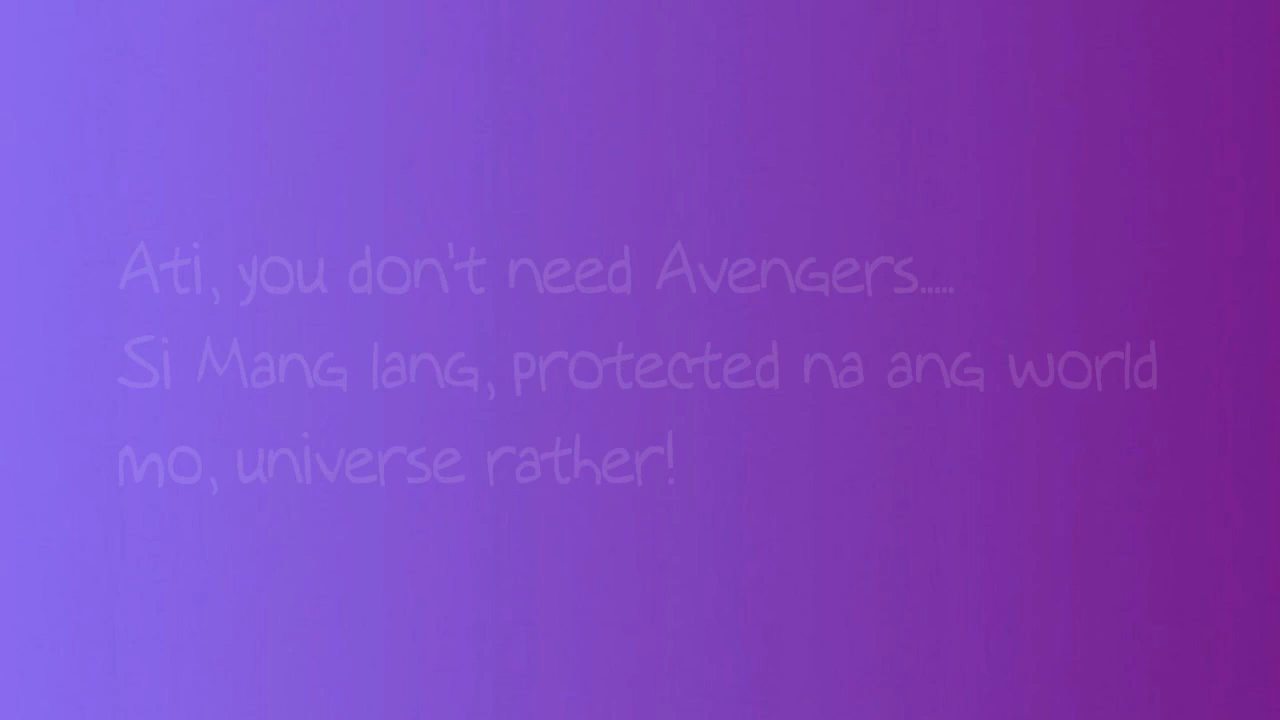 Ati, you don't need Avengers.....
Si Mang lang, protected na ang world
mo, universe rather!